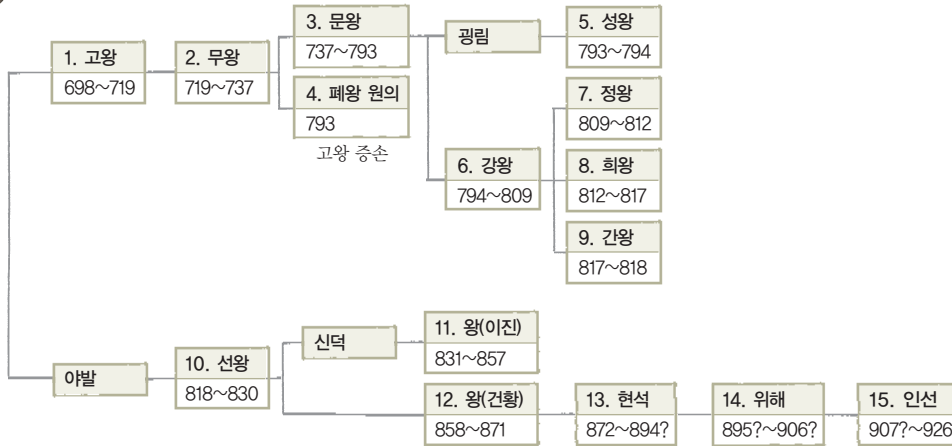 1. 고왕
698~719
2. 무왕
719~737
3. 문왕
737~793
4. 폐왕 원의
793
고왕 증손
굉림
5. 성왕
793~794
6. 강왕
794~809
7. 정왕
809~812
8. 희왕
812~817
9. 간왕
817~818
야발
10. 선왕
818~830
신덕
11. 왕(이진)
831~857
12. 왕(건황)
858~871
13. 현석
872~894?
14. 위해
895?~906?
15. 인선
907?~926